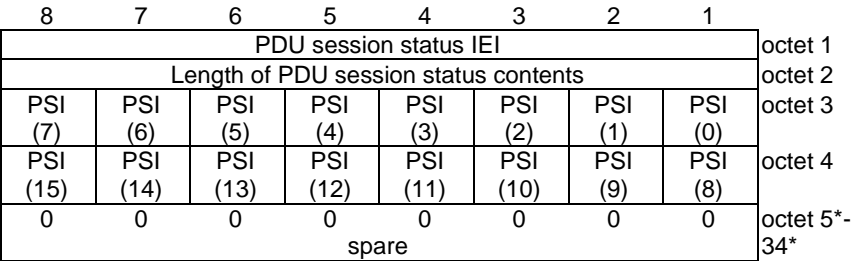 8 7 6 5 4 3 2 1
PDU session status IEI octet 1
Length of PDU session status contents octet 2
PSI PSI PSI PSI PSI PSI PSI PSI octet 3
(7) (6) (5) (4) (3) (2) (1) (0)
PSI PSI PSI PSI PSI PSI PSI PSI octet 4
(15) (14) (13) (12) (11) (10) (9) (8)
0 0 0 0 0 0 0 0 octet 5*-
spare 34*